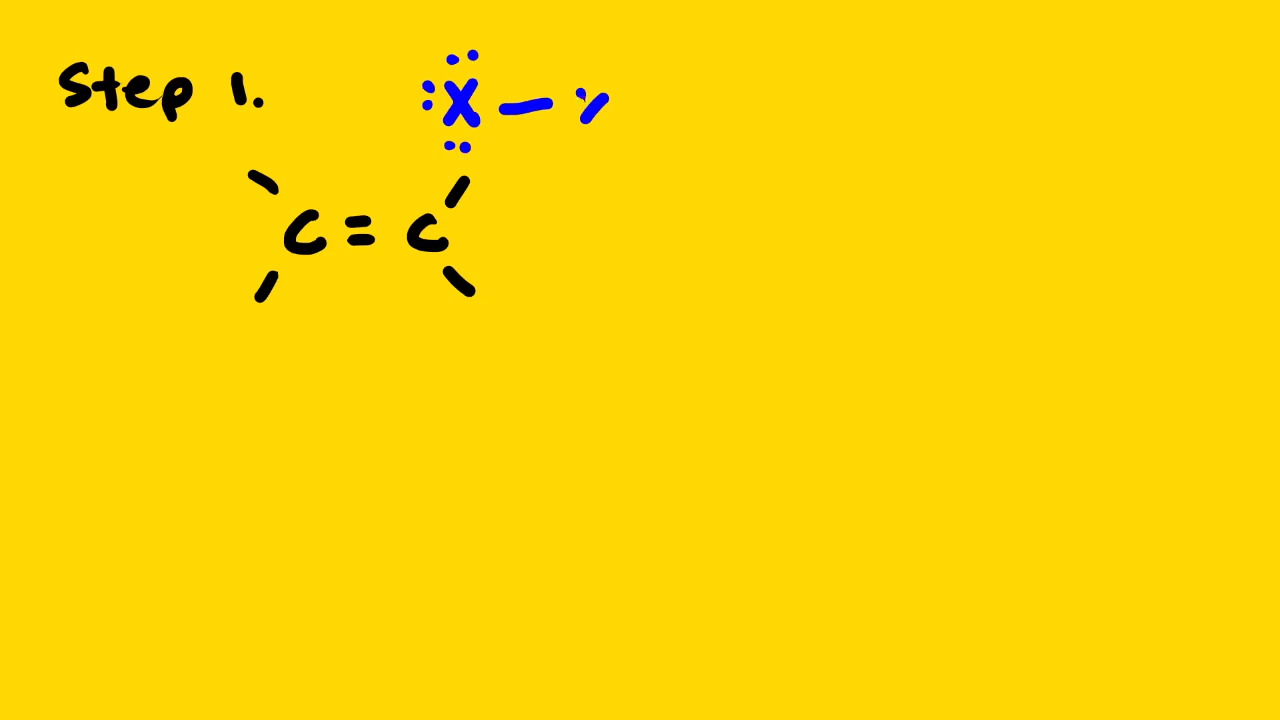 Step 1.
:Ẍ —
C = C